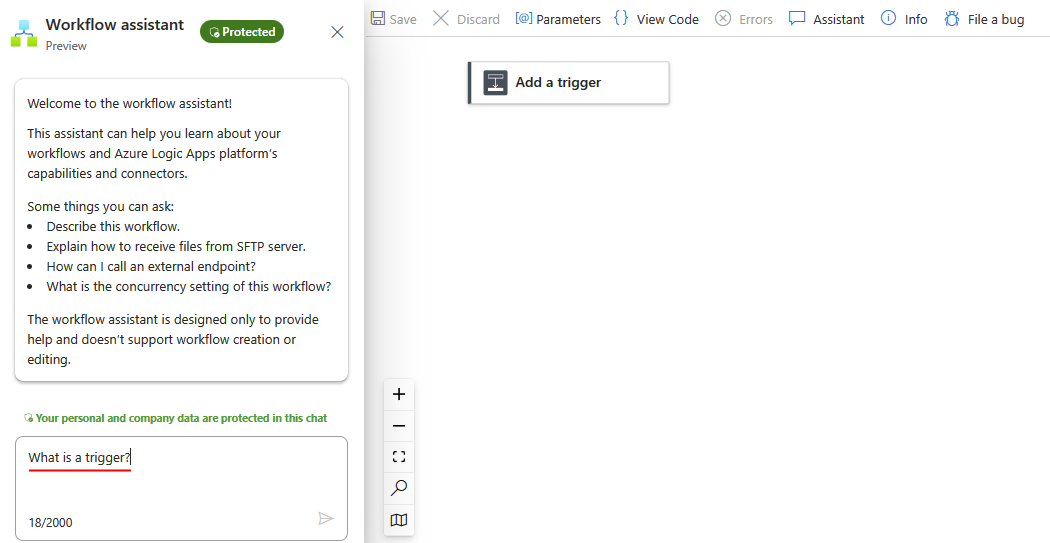 Workflow assistant
Preview
Protected
Welcome to the workflow assistant!
This assistant can help you learn about your
workflows and Azure Logic Apps platform's
capabilities and connectors.
Some things you can ask:
• Describe this workflow.
• Explain how to receive files from SFTP server.
• How can I call an external endpoint?
• What is the concurrency setting of this workflow?
The workflow assistant is designed only to provide
help and doesn't support workflow creation or
editing.
Your personal and company data are protected in this chat
What is a trigger?
18/2000
Save Discard [@] Parameters {} View Code Errors Assistant Info File a bug
Add a trigger